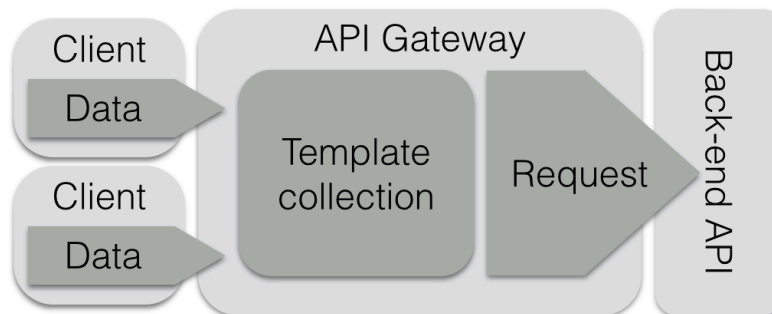 Client
Data
Client
Data
API Gateway
Template
collection
Request
Back-end API